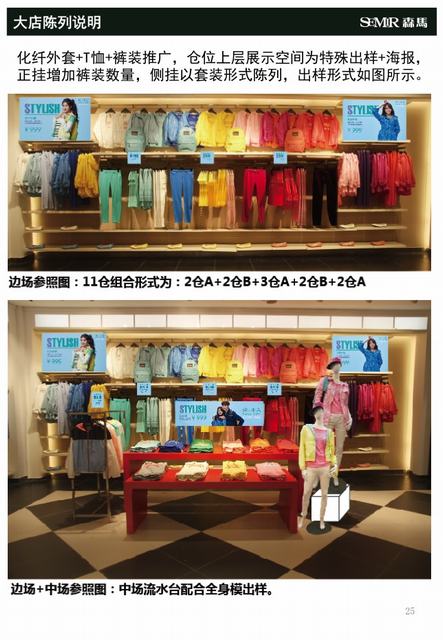 大店陈列说明
SEMIR 森馬
化纤外套+T恤+裤装推广，仓位上层展示空间为特殊出样+海报，
正挂增加裤装数量，侧挂以套装形式陈列，出样形式如图所示。
STYLISH
STYLISH
边场参照图：11仓组合形式为：2仓A+2仓B+3仓A+2仓B+2仓A
STYLISH
STYLISH
STYLISH
边场+中场参照图：中场流水台配合全身模出样。
25